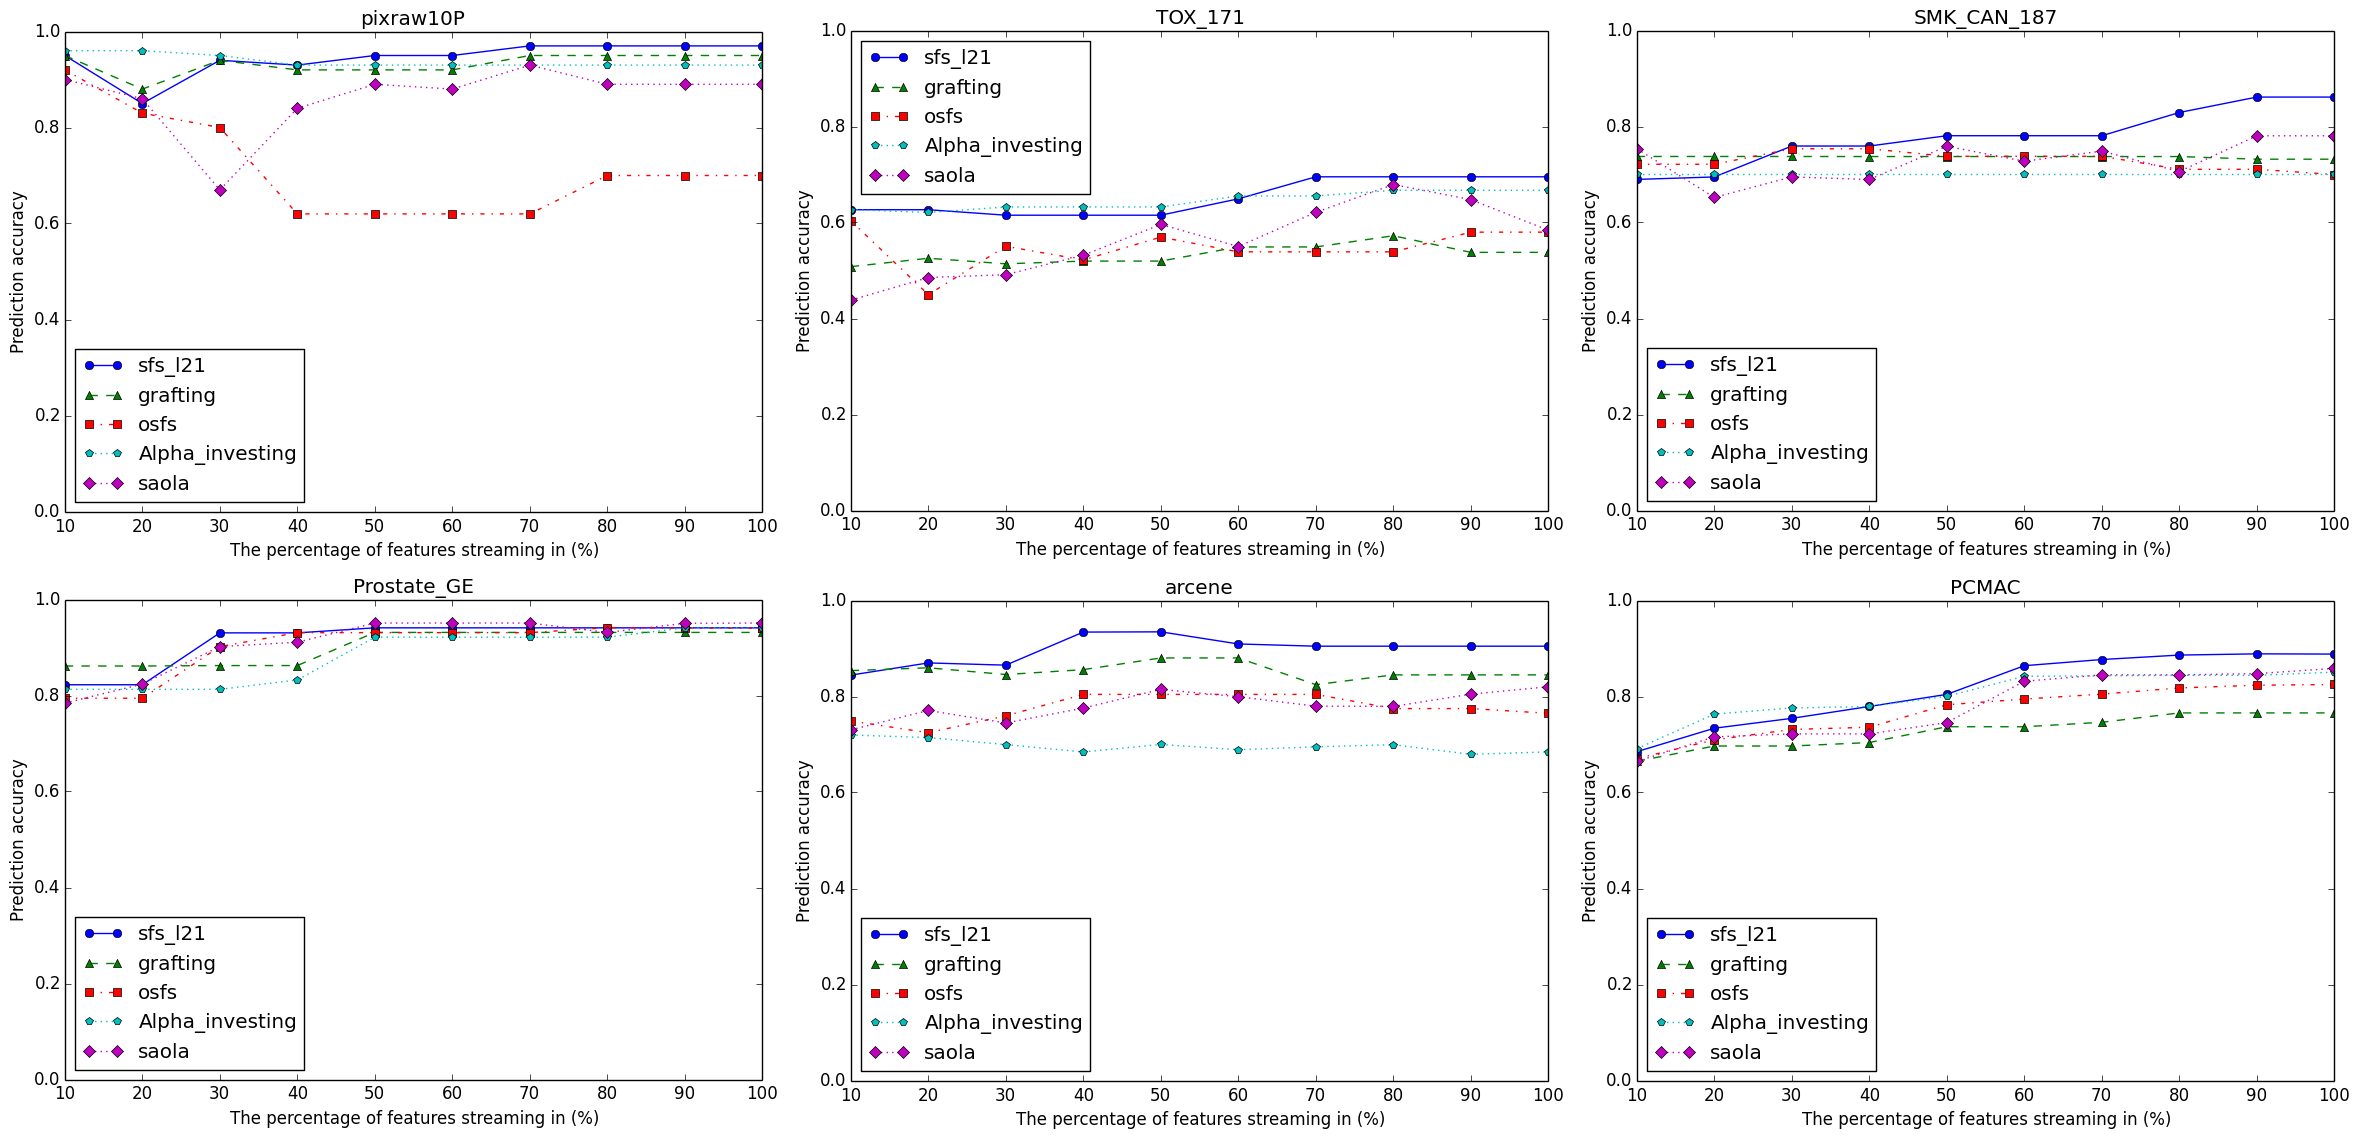 pixraw10P
1.0
0.8
0.6
0.4
0.2
0.0
Prediction accuracy
sfs_l21
grafting
osfs
Alpha_investing
saola
10 20 30 40 50 60 70 80 90 100
The percentage of features streaming in (%)
TOX_171
1.0
0.8
0.6
0.4
0.2
0.0
Prediction accuracy
sfs_l21
grafting
osfs
Alpha_investing
saola
10 20 30 40 50 60 70 80 90 100
The percentage of features streaming in (%)
SMK_CAN_187
1.0
0.8
0.6
0.4
0.2
0.0
Prediction accuracy
sfs_l21
grafting
osfs
Alpha_investing
saola
10 20 30 40 50 60 70 80 90 100
The percentage of features streaming in (%)
Prostate_GE
1.0
0.8
0.6
0.4
0.2
0.0
Prediction accuracy
sfs_l21
grafting
osfs
Alpha_investing
saola
10 20 30 40 50 60 70 80 90 100
The percentage of features streaming in (%)
arcene
1.0
0.8
0.6
0.4
0.2
0.0
Prediction accuracy
sfs_l21
grafting
osfs
Alpha_investing
saola
10 20 30 40 50 60 70 80 90 100
The percentage of features streaming in (%)
PCMAC
1.0
0.8
0.6
0.4
0.2
0.0
Prediction accuracy
sfs_l21
grafting
osfs
Alpha_investing
saola
10 20 30 40 50 60 70 80 90 100
The percentage of features streaming in (%)